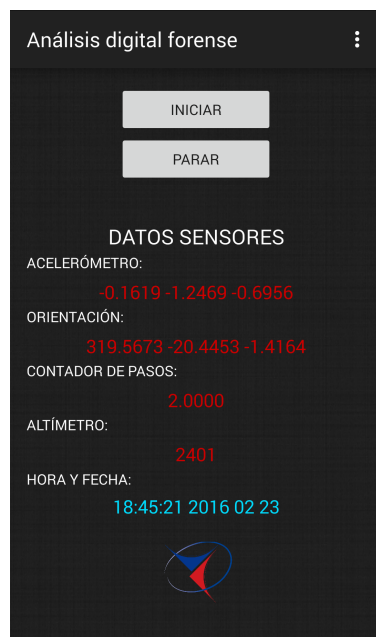 Análisis digital forense
INICIAR
PARAR
DATOS SENSORES
ACELERÓMETRO:
-0.1619 -1.2469 -0.6956
ORIENTACIÓN:
319.5673 -20.4453 -1.4164
CONTADOR DE PASOS:
2.0000
ALTÍMETRO:
2401
HORA Y FECHA:
18:45:21 2016 02 23